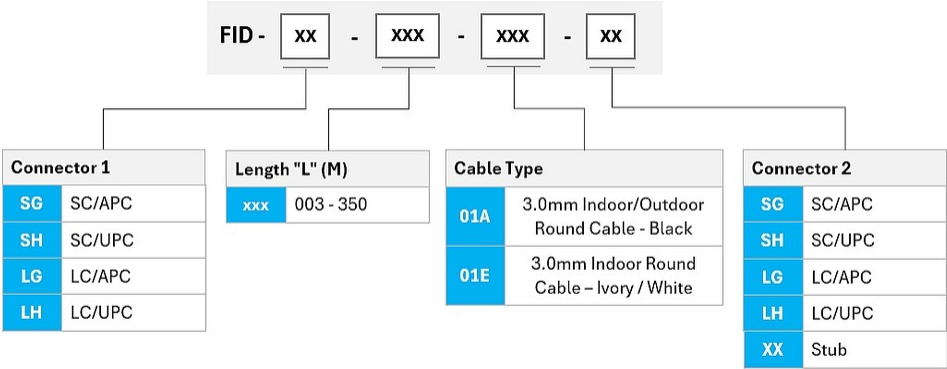 FID - xx - xxx - xxx - xx
Connector 1
SG SC/APC
SH SC/UPC
LG LC/APC
LH LC/UPC
Length "L" (M)
xxx 003 - 350
Cable Type
01A 3.0mm Indoor/Outdoor
Round Cable - Black
01E 3.0mm Indoor Round
Cable – Ivory / White
Connector 2
SG SC/APC
SH SC/UPC
LG LC/APC
LH LC/UPC
XX Stub